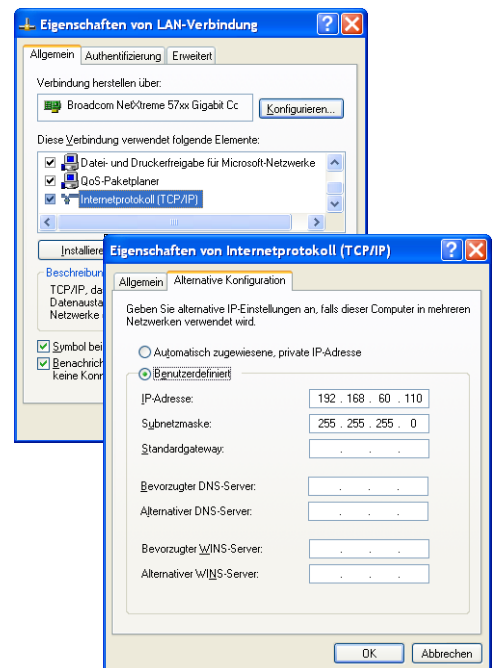 Eigenschaften von LAN-Verbindung
Allgemein Authentifizierung Erweitert
Verbindung herstellen über:
Broadcom NetXtreme 57xx Gigabit Cc
Konfigurieren...
Diese Verbindung verwendet folgende Elemente:
Datei- und Druckerfreigabe für Microsoft-Netzwerke
QoS-Paketplaner
Internetprotokoll (TCP/IP)
Installiere
Beschreibun
TCP/IP, da
Datenausta
Netzwerke
Symbol bei
Benachrich
keine Konr
Eigenschaften von Internetprotokoll (TCP/IP)
Allgemein Alternative Konfiguration
Geben Sie alternative IP-Einstellungen an, falls dieser Computer in mehreren
Netzwerken verwendet wird.
Automatisch zugewiesene, private IP-Adresse
Benutzerdefiniert
IP-Adresse: 192 . 168 . 60 . 110
Subnetzmaske: 255 . 255 . 255 . 0
Standardgateway: . . .
Bevorzugter DNS-Server: . . .
Alternativer DNS-Server: . . .
Bevorzugter WINS-Server: . . .
Alternativer WINS-Server: . . .
OK Abbrechen